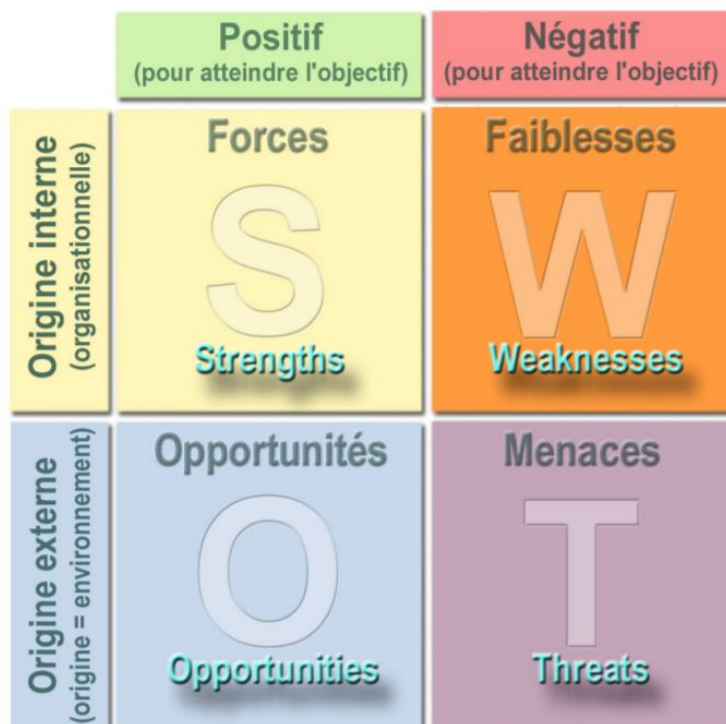 Positif
(pour atteindre l'objectif)
Négatif
(pour atteindre l'objectif)
Origine interne
(organisationnelle)
Forces
S
Strengths
Faiblesses
W
Weaknesses
Origine externe
(origine = environnement)
Opportunités
O
Opportunities
Menaces
T
Threats